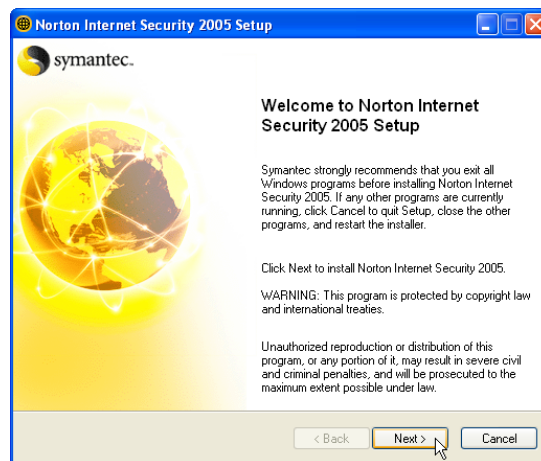 Norton Internet Security 2005 Setup
symantec.
Welcome to Norton Internet
Security 2005 Setup
Symantec strongly recommends that you exit all
Windows programs before installing Norton Internet
Security 2005. If any other programs are currently
running, click Cancel to quit Setup, close the other
programs, and restart the installer.
Click Next to install Norton Internet Security 2005.
WARNING: This program is protected by copyright law
and international treaties.
Unauthorized reproduction or distribution of this
program, or any portion of it, may result in severe civil
and criminal penalties, and will be prosecuted to the
maximum extent possible under law.
< Back Next > Cancel